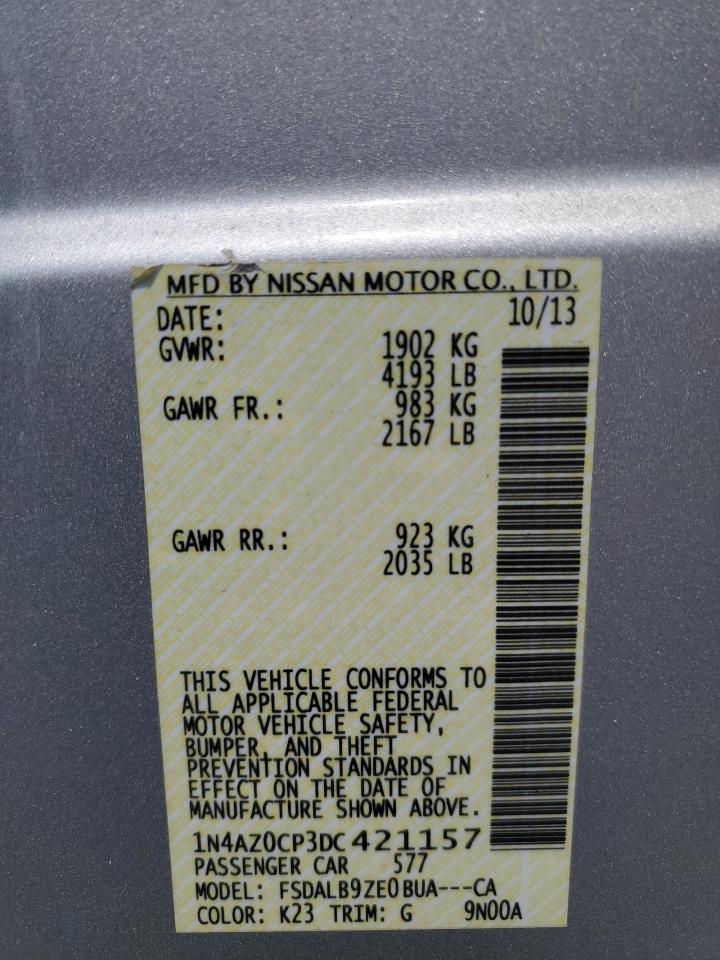 MFD BY NISSAN MOTOR CO., LTD.
DATE: 10/13
GVWR: 1902 KG
4193 LB
GAWR FR.: 983 KG
2167 LB
GAWR RR.: 923 KG
2035 LB
THIS VEHICLE CONFORMS TO
ALL APPLICABLE FEDERAL
MOTOR VEHICLE SAFETY,
BUMPER, AND THEFT
PREVENTION STANDARDS IN
EFFECT ON THE DATE OF
MANUFACTURE SHOWN ABOVE.
1N4AZ0CP3DC421157
PASSENGER CAR 577
MODEL: FSDALB9ZE0BUA---CA
COLOR: K23 TRIM: G 9N00A